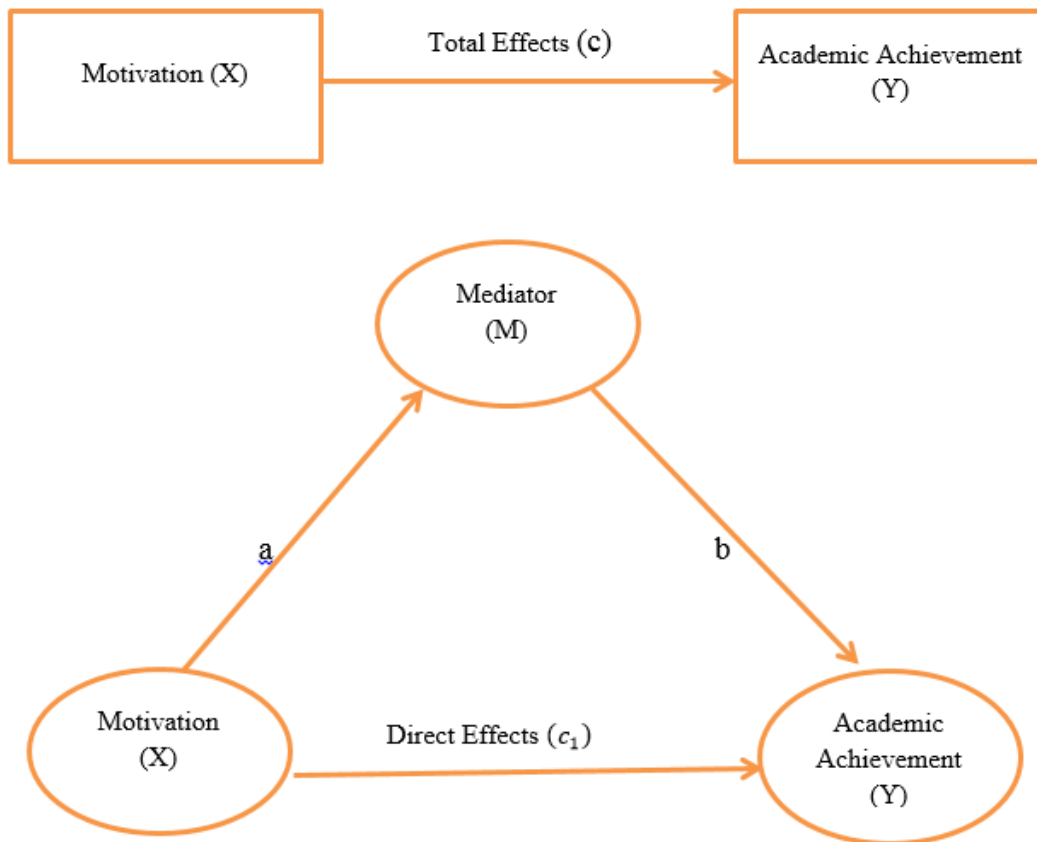 Total Effects (c)
Motivation (X)
Academic Achievement
(Y)
Mediator
(M)
a
b
Motivation
(X)
Direct Effects (c₁)
Academic
Achievement
(Y)